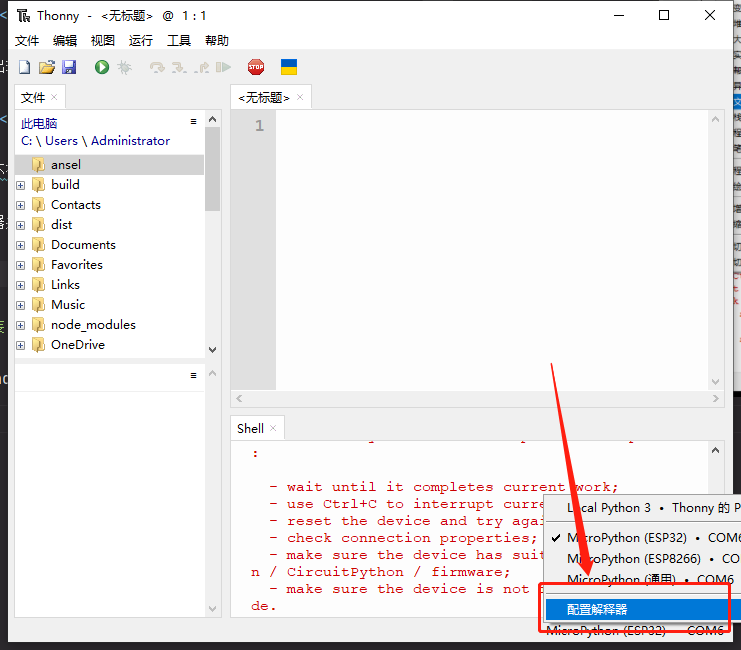 Thonny - <无标题> @ 1 : 1
文件 编辑 视图 运行 工具 帮助
STOP
文件
此电脑
C: \ Users \ Administrator
ansel
build
Contacts
dist
Documents
Favorites
Links
Music
node_modules
OneDrive
<无标题>
1
Shell
:
- wait until it completes current work;
- use Ctrl+C to interrupt curre
- reset the device and try agai
- check connection properties;
- make sure the device has suit
n / CircuitPython / firmware;
- make sure the device is not
de.
Local Python 3 • Thonny 的 P
MicroPython (ESP32) • COM6
MicroPython (ESP8266) • CO
MicroPython (通用) • COM6
配置解释器
MicroPython (ESP32) • COM6